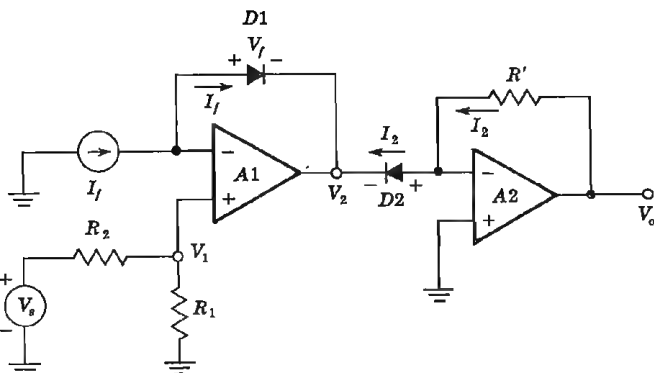 D1
+ V_f −
I_f
R'
I_2
I_2
I_f
−
A1
+
V_2
− D2 +
−
A2
+
V_o
R_2
V_1
+
V_s
−
R_1